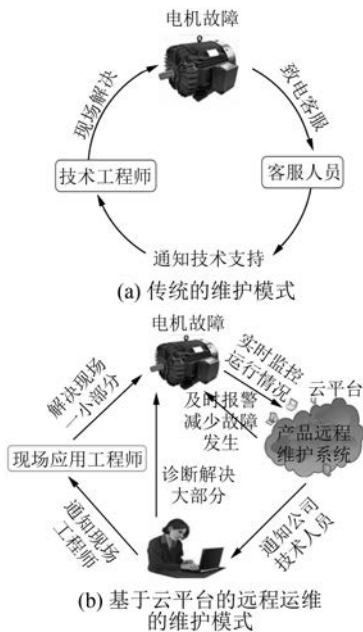 电机故障
现场解决
致电客服
技术工程师
客服人员
通知技术支持
(a) 传统的维护模式
电机故障
解决现场
一小部分
实时监控
运行情况
云平台
及时报警
减少故障
发生
产品远程
维护系统
现场应用工程师
诊断解决
大部分
通知现场
工程师
通知公司
技术人员
(b) 基于云平台的远程运维
的维护模式